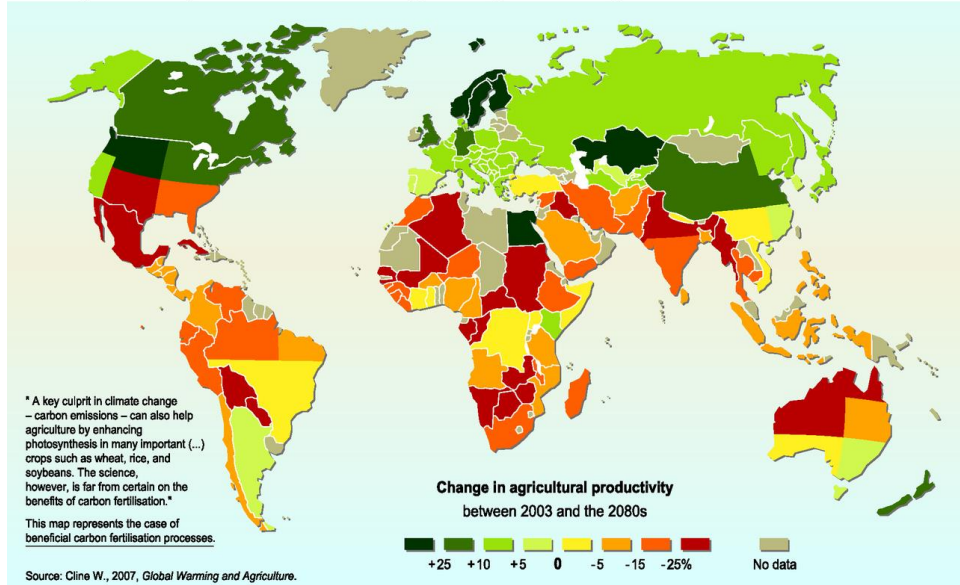 " A key culprit in climate change
– carbon emissions – can also help
agriculture by enhancing
photosynthesis in many important (...)
crops such as wheat, rice, and
soybeans. The science,
however, is far from certain on the
benefits of carbon fertilisation."
This map represents the case of
beneficial carbon fertilisation processes.
Source: Cline W., 2007, Global Warming and Agriculture.
Change in agricultural productivity
between 2003 and the 2080s
+25 +10 +5 0 -5 -15 -25%
No data